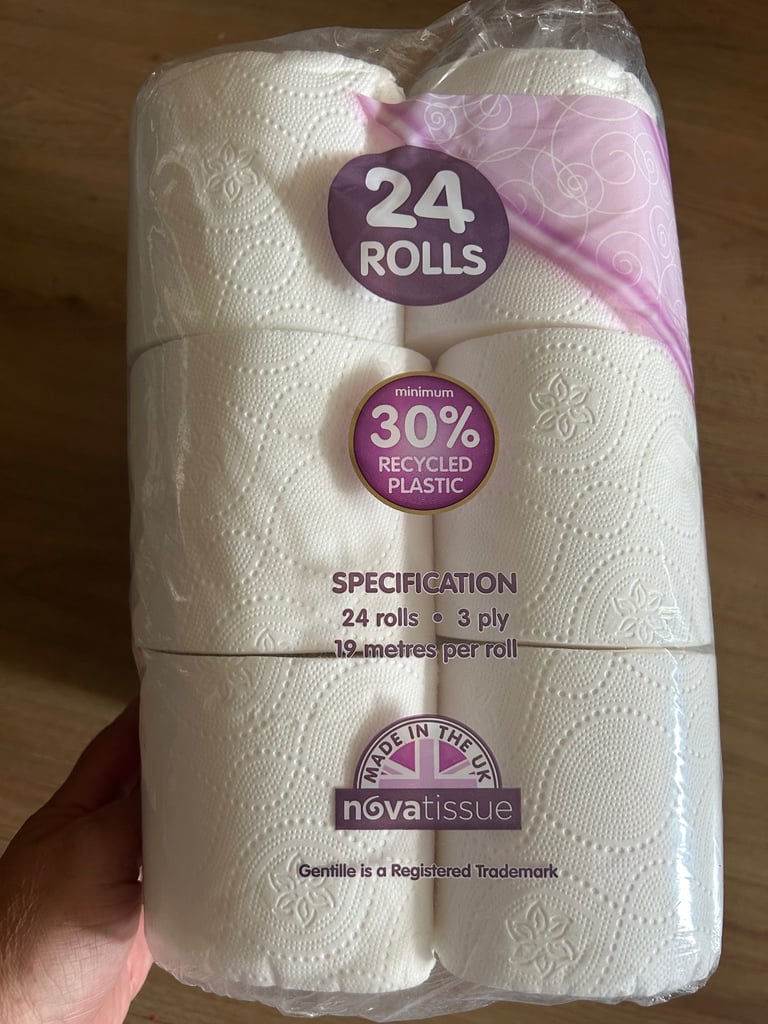 24
ROLLS
minimum
30%
RECYCLED
PLASTIC
SPECIFICATION
24 rolls • 3 ply
19 metres per roll
MADE IN THE UK
novatissue
Gentille is a Registered Trademark